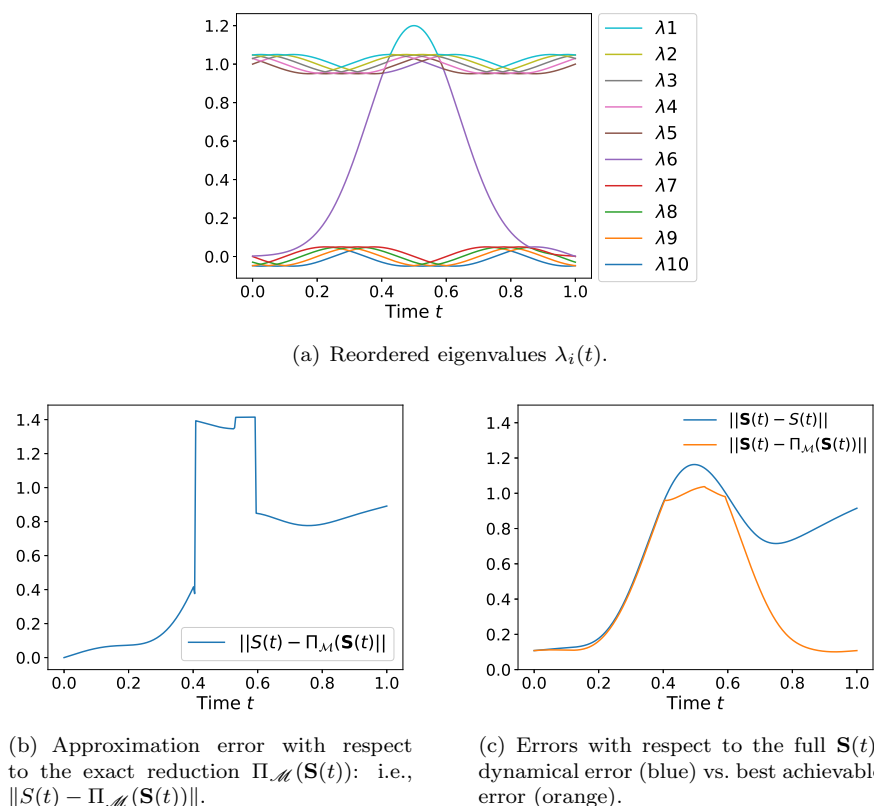 1.2
1.0
0.8
0.6
0.4
0.2
0.0
0.0 0.2 0.4 0.6 0.8 1.0
Time t
λ1
λ2
λ3
λ4
λ5
λ6
λ7
λ8
λ9
λ10
(a) Reordered eigenvalues λi(t).
1.4
1.2
1.0
0.8
0.6
0.4
0.2
0.0
0.0 0.2 0.4 0.6 0.8 1.0
Time t
||S(t) − ΠM(S(t)||
(b) Approximation error with respect
to the exact reduction Πℳ(S(t)): i.e.,
‖S(t) − Πℳ(S(t))‖.
1.4
1.2
1.0
0.8
0.6
0.4
0.2
0.0
0.0 0.2 0.4 0.6 0.8 1.0
Time t
||S(t) − S(t)||
||S(t) − ΠM(S(t))||
(c) Errors with respect to the full S(t)
dynamical error (blue) vs. best achievable
error (orange).